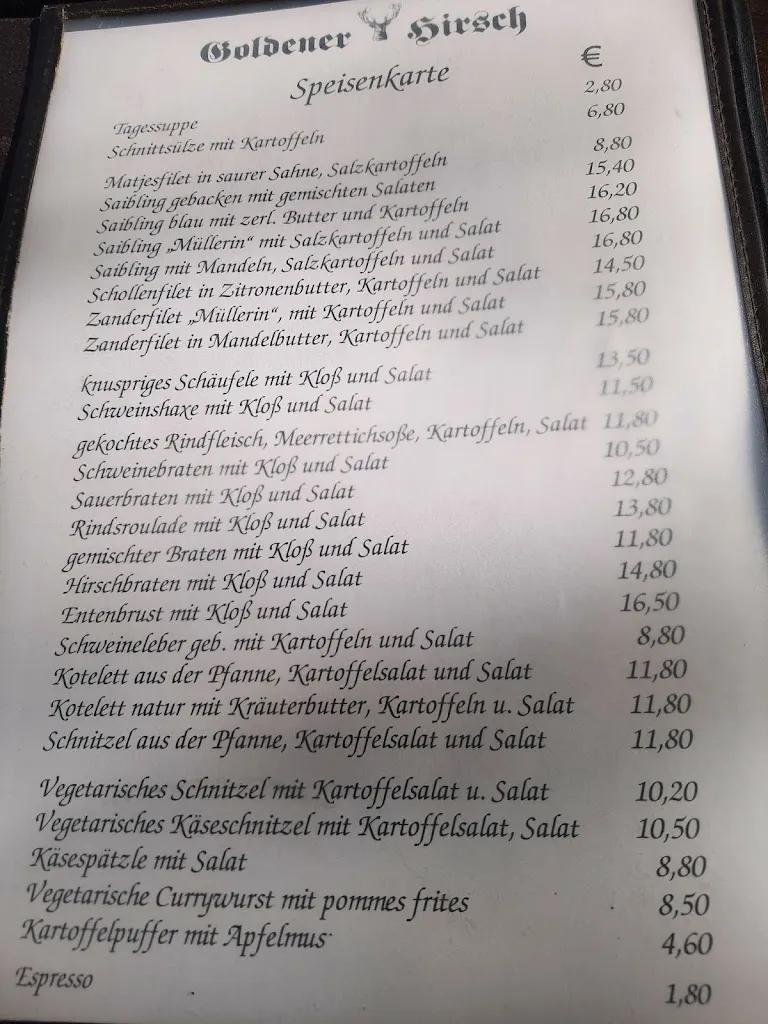 Goldener Hirsch
Speisenkarte €
Tagessuppe 2,80
Schnittsülze mit Kartoffeln 6,80
Matjesfilet in saurer Sahne, Salzkartoffeln 8,80
Saibling gebacken mit gemischten Salaten 15,40
Saibling blau mit zerl. Butter und Kartoffeln 16,20
Saibling „Müllerin“ mit Salzkartoffeln und Salat 16,80
Saibling mit Mandeln, Salzkartoffeln und Salat 16,80
Schollenfilet in Zitronenbutter, Kartoffeln und Salat 14,50
Zanderfilet „Müllerin“, mit Kartoffeln und Salat 15,80
Zanderfilet in Mandelbutter, Kartoffeln und Salat 15,80
knuspriges Schäufele mit Kloß und Salat 13,50
Schweinshaxe mit Kloß und Salat 11,50
gekochtes Rindfleisch, Meerrettichsoße, Kartoffeln, Salat 11,80
Schweinebraten mit Kloß und Salat 10,50
Sauerbraten mit Kloß und Salat 12,80
Rindsroulade mit Kloß und Salat 13,80
gemischter Braten mit Kloß und Salat 11,80
Hirschbraten mit Kloß und Salat 14,80
Entenbrust mit Kloß und Salat 16,50
Schweineleber geb. mit Kartoffeln und Salat 8,80
Kotelett aus der Pfanne, Kartoffelsalat und Salat 11,80
Kotelett natur mit Kräuterbutter, Kartoffeln u. Salat 11,80
Schnitzel aus der Pfanne, Kartoffelsalat und Salat 11,80
Vegetarisches Schnitzel mit Kartoffelsalat u. Salat 10,20
Vegetarisches Käseschnitzel mit Kartoffelsalat, Salat 10,50
Käsespätzle mit Salat 8,80
Vegetarische Currywurst mit pommes frites 8,50
Kartoffelpuffer mit Apfelmus 4,60
Espresso 1,80